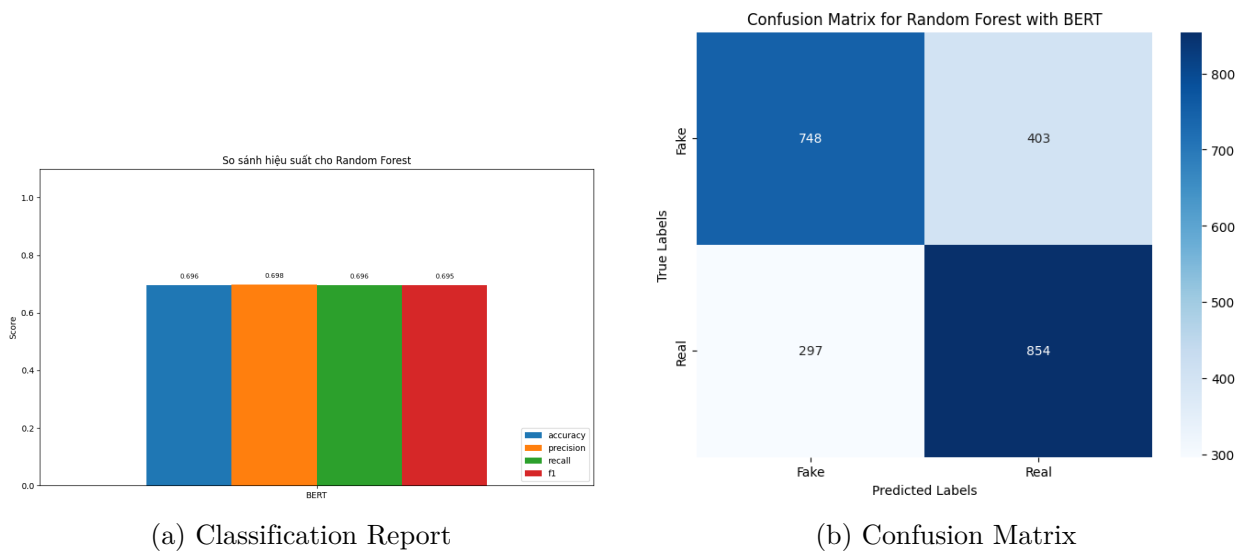 So sánh hiệu suất cho Random Forest
1.0
0.8
0.6
0.4
0.2
0.0
Score
0.696
0.698
0.696
0.695
accuracy
precision
recall
f1
BERT
(a) Classification Report
Confusion Matrix for Random Forest with BERT
True Labels
Fake
748
403
Real
297
854
Fake
Real
Predicted Labels
800
700
600
500
400
300
(b) Confusion Matrix